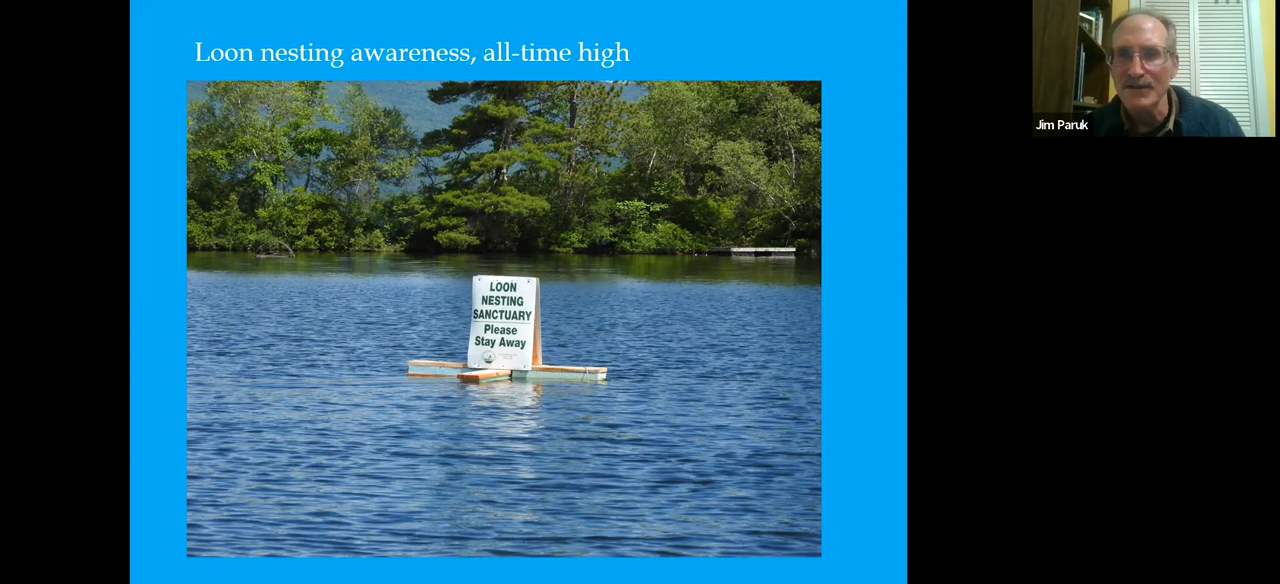 Loon nesting awareness, all-time high
LOON
NESTING
SANCTUARY
Please
Stay Away
Jim Paruk